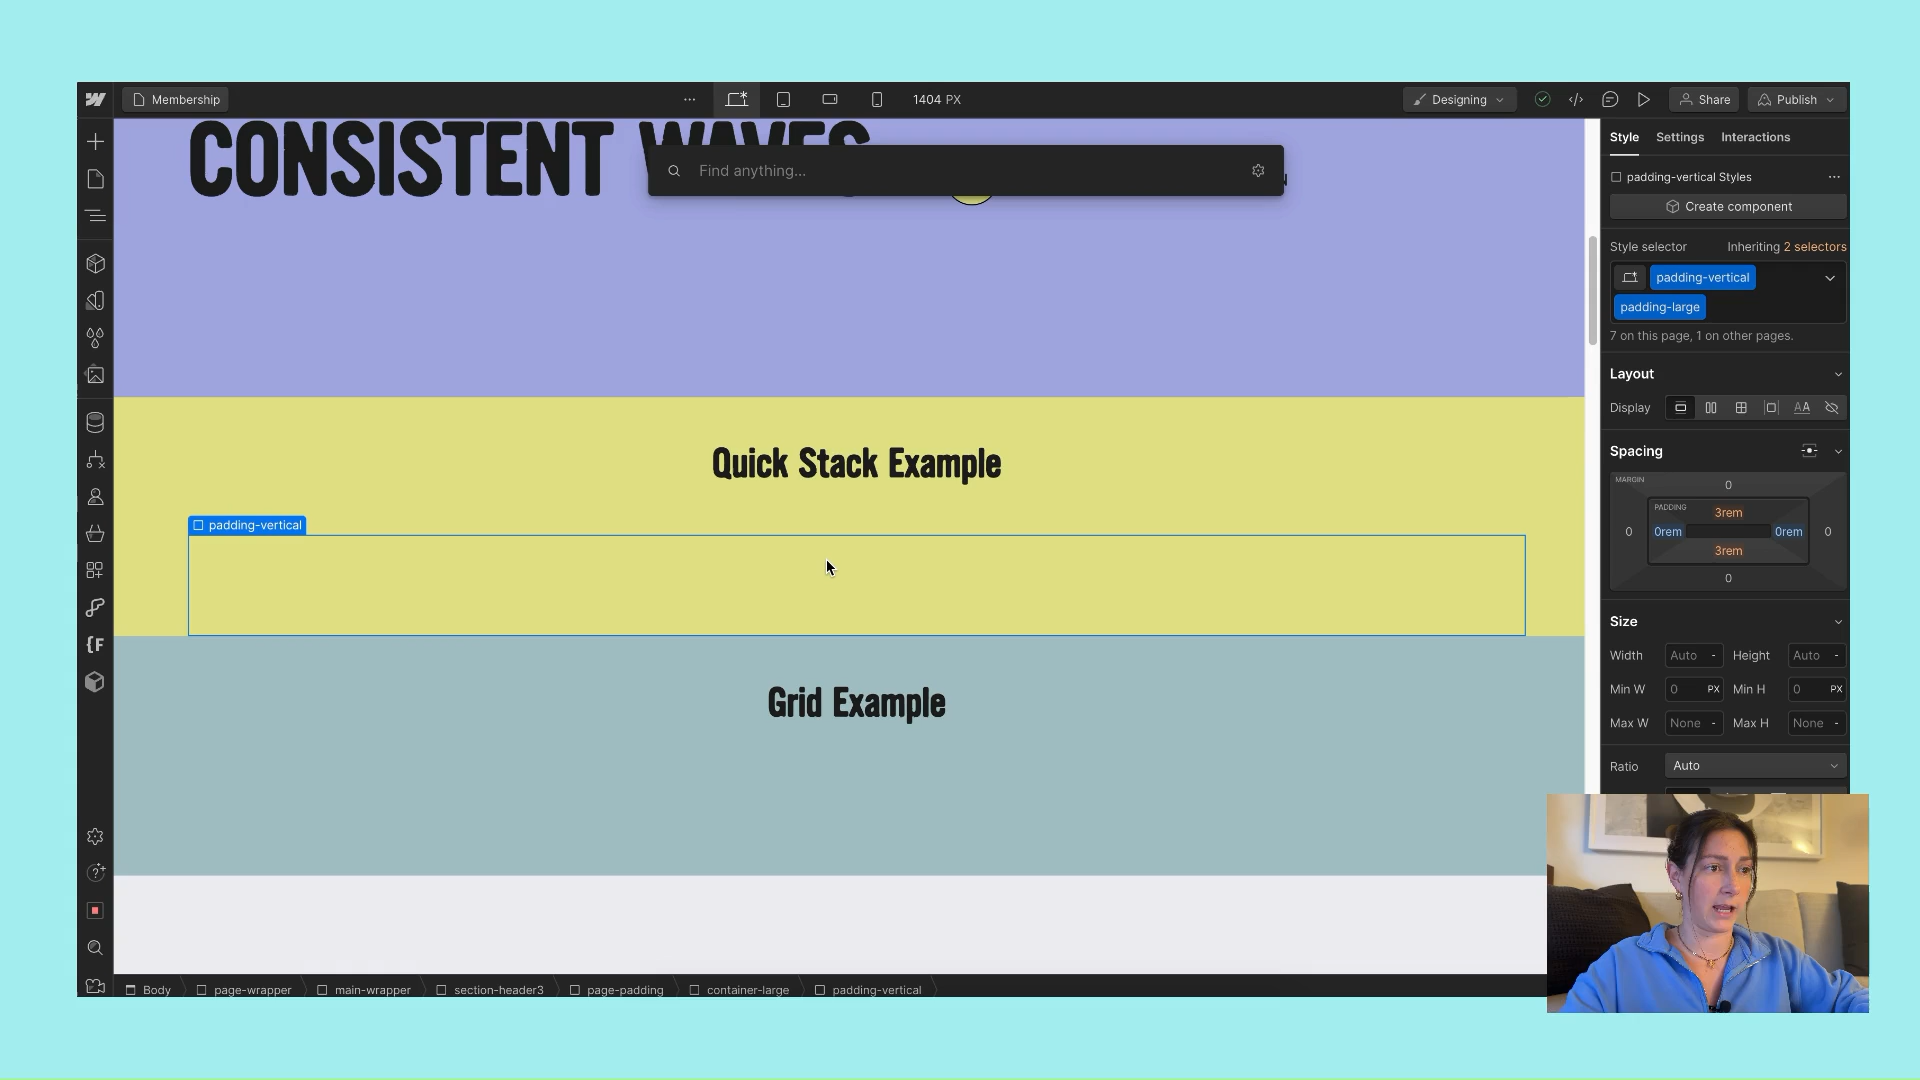 Membership
...
1404 PX
Designing
Share
Publish
CONSISTENT WAVES
Find anything...
Quick Stack Example
padding-vertical
Grid Example
Style
Settings
Interactions
padding-vertical Styles
Create component
Style selector
Inheriting 2 selectors
padding-vertical
padding-large
7 on this page, 1 on other pages.
Layout
Display
AA
Spacing
MARGIN
0
PADDING
3rem
0
0rem
0rem
0
3rem
0
Size
Width
Auto -
Height
Auto -
Min W
0 PX
Min H
0 PX
Max W
None -
Max H
None -
Ratio
Auto
{F
Body
page-wrapper
main-wrapper
section-header3
page-padding
container-large
padding-vertical